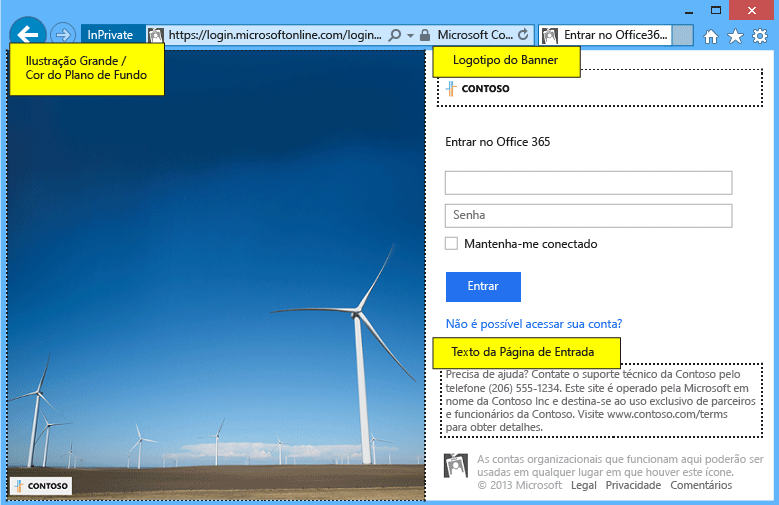 InPrivate
https://login.microsoftonline.com/login...
Microsoft Co...
Entrar no Office36...
Ilustração Grande /
Cor do Plano de Fundo
Logotipo do Banner
CONTOSO
Entrar no Office 365
Senha
Mantenha-me conectado
Entrar
Não é possível acessar sua conta?
Texto da Página de Entrada
Precisa de ajuda? Contate o suporte técnico da Contoso pelo
telefone (206) 555-1234. Este site é operado pela Microsoft em
nome da Contoso Inc e destina-se ao uso exclusivo de parceiros
e funcionários da Contoso. Visite www.contoso.com/terms
para obter detalhes.
As contas organizacionais que funcionam aqui poderão ser
usadas em qualquer lugar em que houver este ícone.
© 2013 Microsoft Legal Privacidade Comentários
CONTOSO